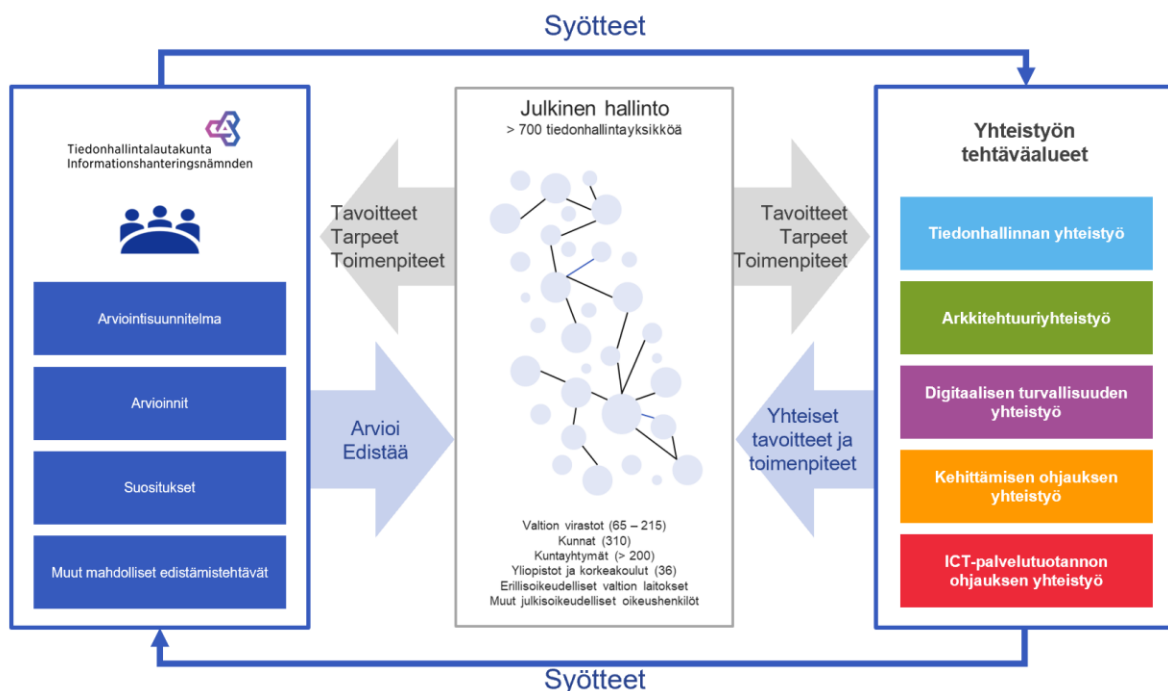 Syötteet
Tiedonhallintalautakunta
Informationshanteringsnämnden
Arviointisuunnitelma
Arvioinnit
Suositukset
Muut mahdolliset edistämistehtävät
Tavoitteet
Tarpeet
Toimenpiteet
Arvioi
Edistää
Julkinen hallinto
> 700 tiedonhallintayksikköä
Valtion virastot (65 – 215)
Kunnat (310)
Kuntayhtymät (> 200)
Yliopistot ja korkeakoulut (36)
Erillisoikeudelliset valtion laitokset
Muut julkisoikeudelliset oikeushenkilöt
Tavoitteet
Tarpeet
Toimenpiteet
Yhteiset
tavoitteet ja
toimenpiteet
Yhteistyön
tehtäväalueet
Tiedonhallinnan yhteistyö
Arkkitehtuuriyhteistyö
Digitaalisen turvallisuuden
yhteistyö
Kehittämisen ohjauksen
yhteistyö
ICT-palvelutuotannon
ohjauksen yhteistyö
Syötteet